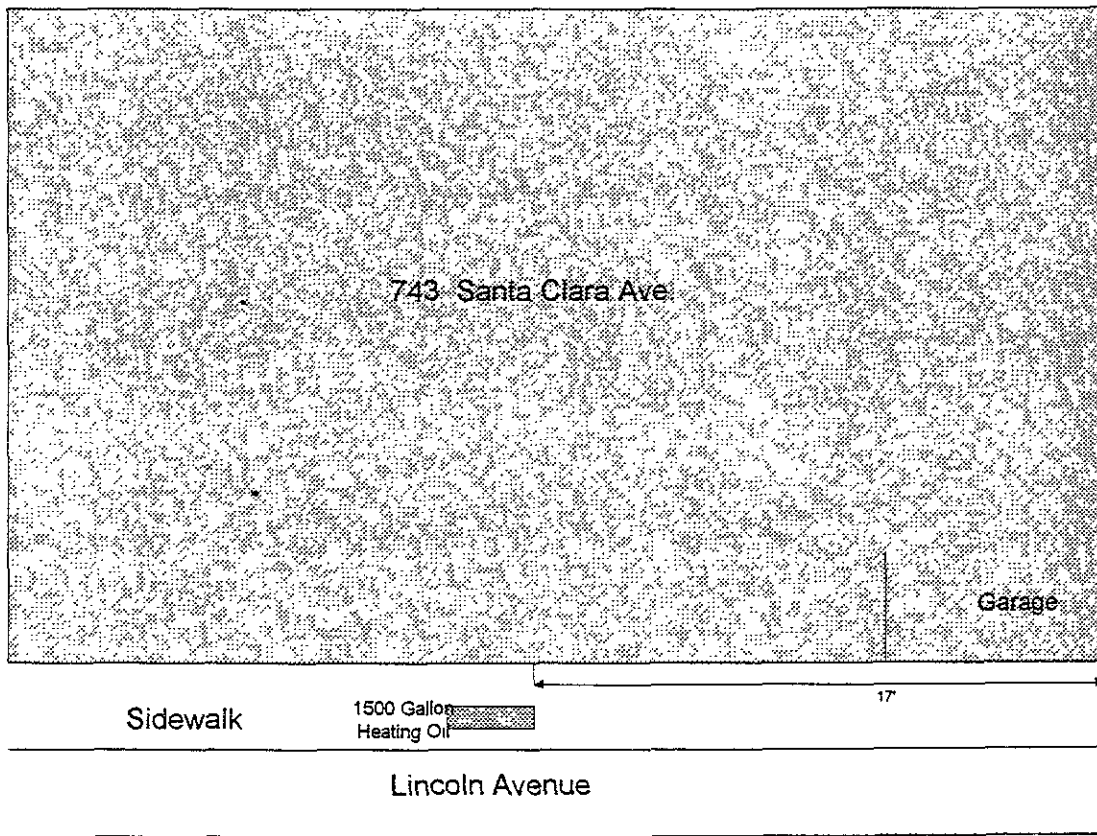 743 Santa Clara Ave.
Garage
17'
Sidewalk
1500 Gallon
Heating Oil
Lincoln Avenue